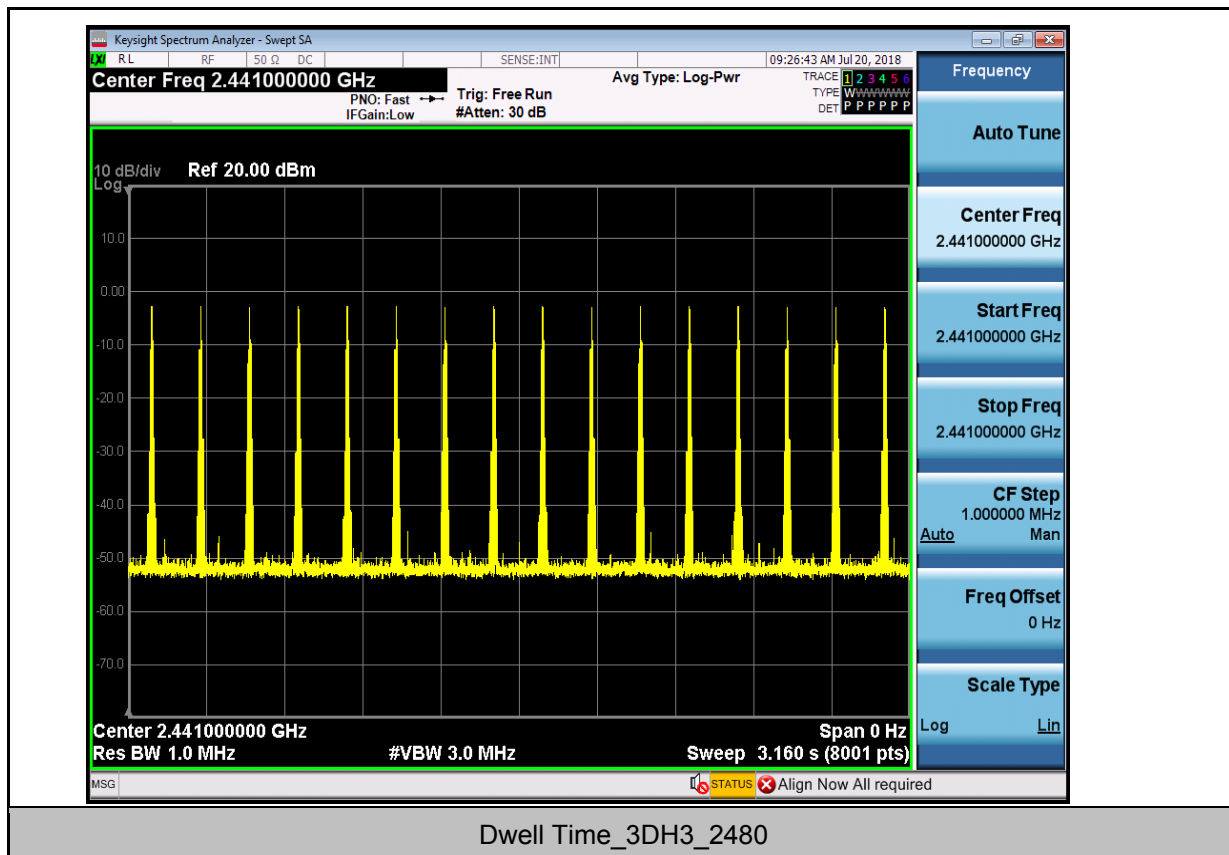 Keysight Spectrum Analyzer - Swept SA
LXI RL RF 50 Ω DC SENSE:INT 09:26:43 AM Jul 20, 2018
Center Freq 2.441000000 GHz
PNO: Fast
IFGain:Low
Trig: Free Run
#Atten: 30 dB
Avg Type: Log-Pwr
TRACE 1 2 3 4 5 6
TYPE WWWWWW
DET P P P P P P
10 dB/div
Log
Ref 20.00 dBm
10.0
0.00
-10.0
-20.0
-30.0
-40.0
-50.0
-60.0
-70.0
Center 2.441000000 GHz Span 0 Hz
Res BW 1.0 MHz #VBW 3.0 MHz Sweep 3.160 s (8001 pts)
MSG STATUS Align Now All required
Frequency
Auto Tune
Center Freq
2.441000000 GHz
Start Freq
2.441000000 GHz
Stop Freq
2.441000000 GHz
CF Step
1.000000 MHz
Auto Man
Freq Offset
0 Hz
Scale Type
Log Lin
Dwell Time_3DH3_2480